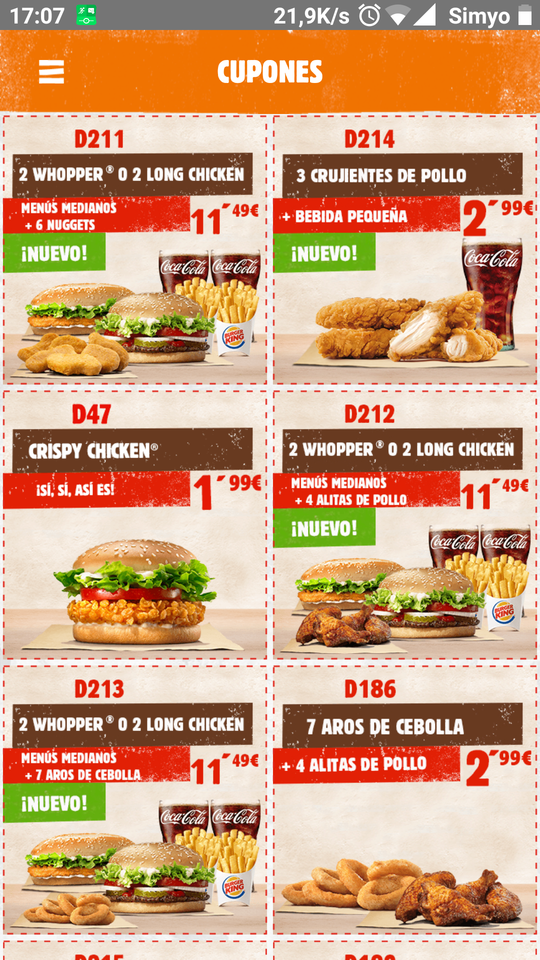 17:07
21,9K/s
Simyo
CUPONES
D211
2 WHOPPER® O 2 LONG CHICKEN
MENÚS MEDIANOS
+ 6 NUGGETS
11´49€
¡NUEVO!
Coca-Cola Coca-Cola
BURGER KING
D214
3 CRUJIENTES DE POLLO
+ BEBIDA PEQUEÑA
2´99€
¡NUEVO!
Coca-Cola
D47
CRISPY CHICKEN®
¡SÍ, SÍ, ASÍ ES!
1´99€
D212
2 WHOPPER® O 2 LONG CHICKEN
MENÚS MEDIANOS
+ 4 ALITAS DE POLLO
11´49€
¡NUEVO!
Coca-Cola Coca-Cola
BURGER KING
D213
2 WHOPPER® O 2 LONG CHICKEN
MENÚS MEDIANOS
+ 7 AROS DE CEBOLLA
11´49€
¡NUEVO!
Coca-Cola Coca-Cola
BURGER KING
D186
7 AROS DE CEBOLLA
+ 4 ALITAS DE POLLO
2´99€